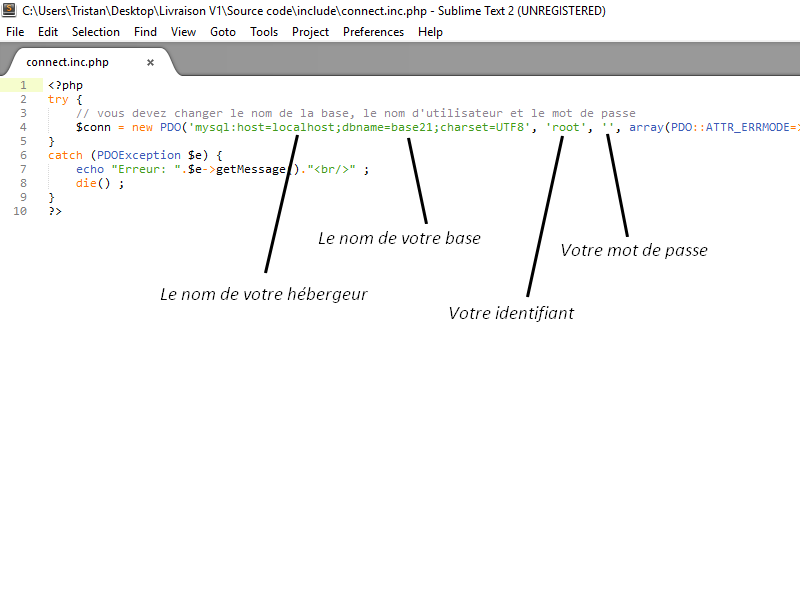 C:\Users\Tristan\Desktop\Livraison V1\Source code\include\connect.inc.php - Sublime Text 2 (UNREGISTERED)
File Edit Selection Find View Goto Tools Project Preferences Help
connect.inc.php ×
1 <?php
2 try {
3 // vous devez changer le nom de la base, le nom d'utilisateur et le mot de passe
4 $conn = new PDO('mysql:host=localhost;dbname=base21;charset=UTF8', 'root', '', array(PDO::ATTR_ERRMODE=>
5 }
6 catch (PDOException $e) {
7 echo "Erreur: ".$e->getMessage()."<br/>" ;
8 die() ;
9 }
10 ?>
Le nom de votre base
Votre mot de passe
Le nom de votre hébergeur
Votre identifiant